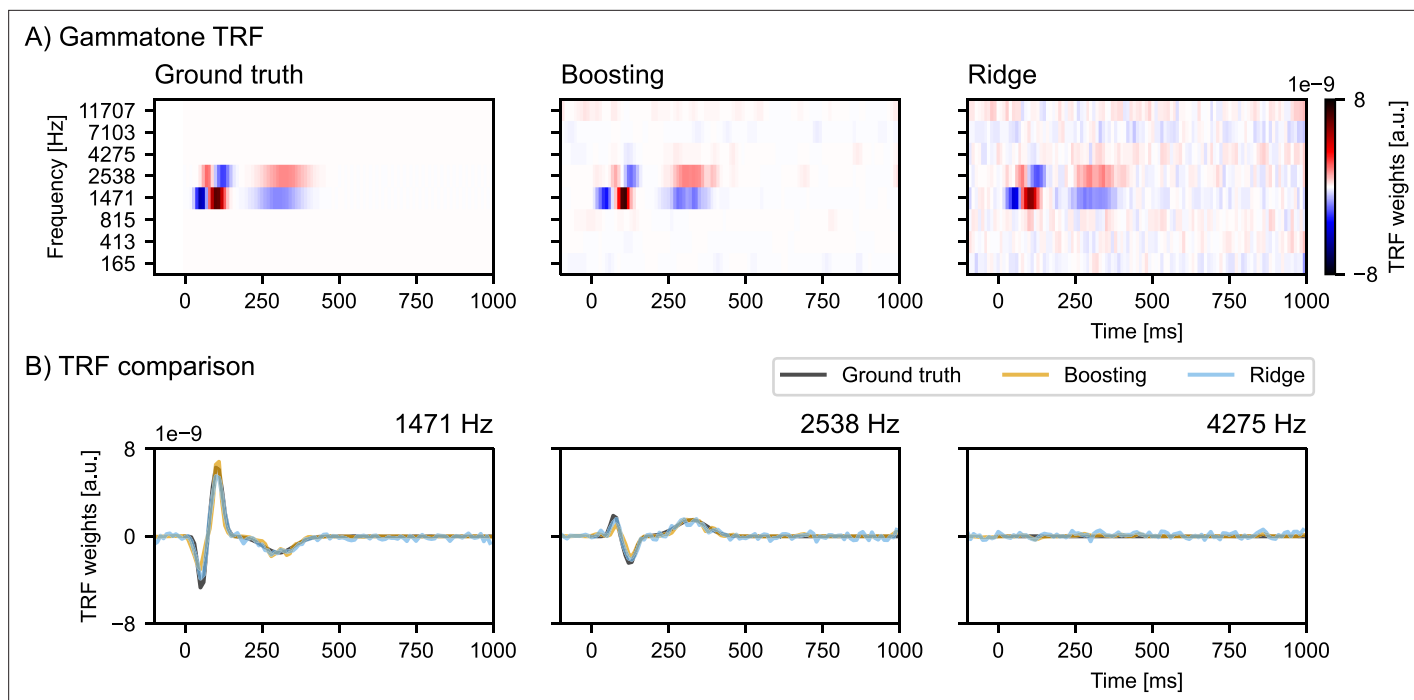 A) Gammatone TRF
Ground truth
Boosting
Ridge
1e−9
Frequency [Hz]
11707
7103
4275
2538
1471
815
413
165
0 250 500 750 1000
0 250 500 750 1000
0 250 500 750 1000
Time [ms]
8
−8
TRF weights [a.u.]
B) TRF comparison
Ground truth Boosting Ridge
1e−9
1471 Hz
2538 Hz
4275 Hz
TRF weights [a.u.]
8
0
−8
0 250 500 750 1000
0 250 500 750 1000
0 250 500 750 1000
Time [ms]